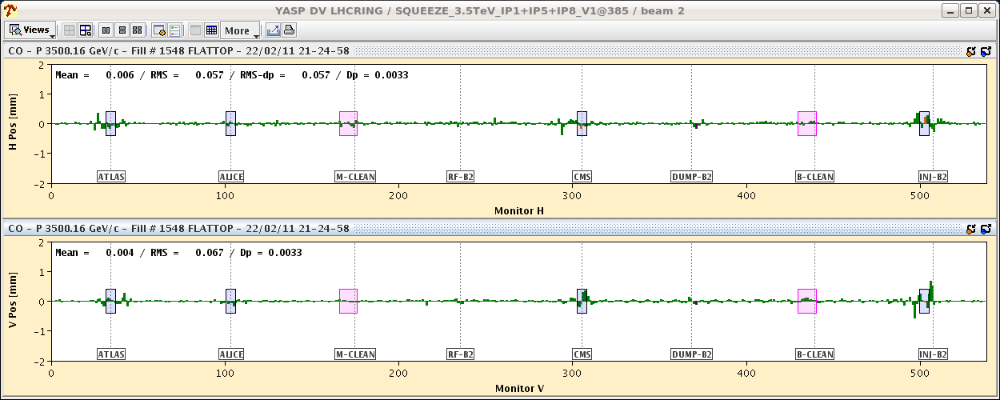 YASP DV LHCRING / SQUEEZE_3.5TeV_IP1+IP5+IP8_V1@385 / beam 2
Views More
CO - P 3500.16 GeV/c - Fill # 1548 FLATTOP - 22/02/11 21-24-58
Mean = 0.006 / RMS = 0.057 / RMS-dp = 0.057 / Dp = 0.0033
H Pos [mm]
2
1
0
-1
-2
ATLAS ALICE M-CLEAN RF-B2 CMS DUMP-B2 B-CLEAN INJ-B2
0 100 200 300 400 500
Monitor H
CO - P 3500.16 GeV/c - Fill # 1548 FLATTOP - 22/02/11 21-24-58
Mean = 0.004 / RMS = 0.067 / Dp = 0.0033
V Pos [mm]
2
1
0
-1
-2
ATLAS ALICE M-CLEAN RF-B2 CMS DUMP-B2 B-CLEAN INJ-B2
0 100 200 300 400 500
Monitor V